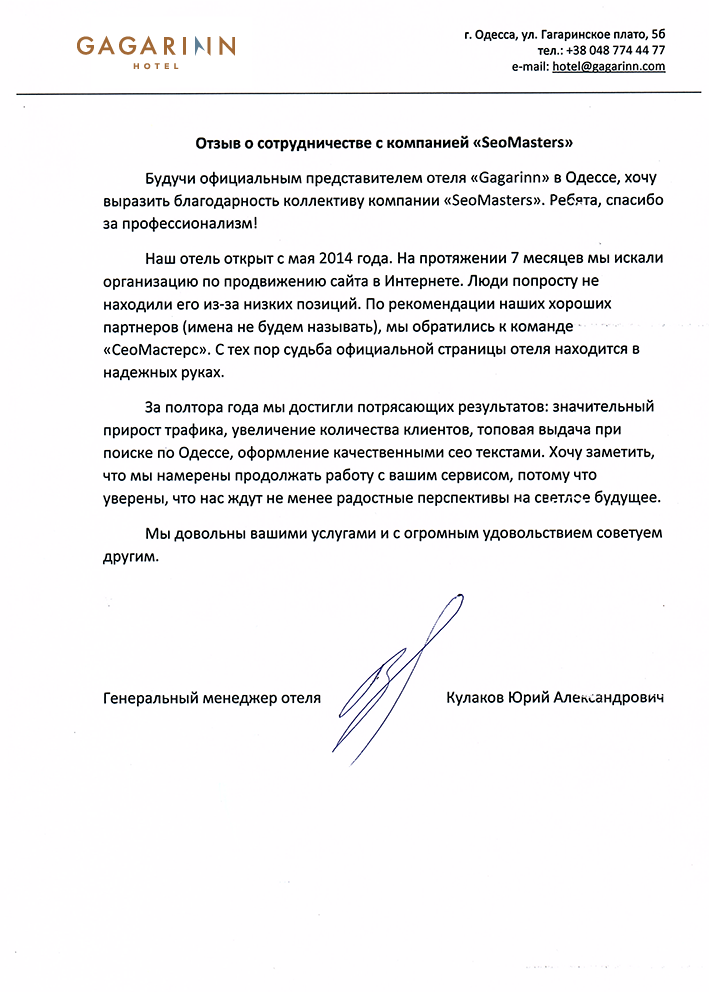 GAGARINN
HOTEL
г. Одесса, ул. Гагаринское плато, 5б
тел.: +38 048 774 44 77
e-mail: hotel@gagarinn.com
Отзыв о сотрудничестве с компанией «SeoMasters»
Будучи официальным представителем отеля «Gagarinn» в Одессе, хочу
выразить благодарность коллективу компании «SeoMasters». Ребята, спасибо
за профессионализм!
Наш отель открыт с мая 2014 года. На протяжении 7 месяцев мы искали
организацию по продвижению сайта в Интернете. Люди попросту не
находили его из-за низких позиций. По рекомендации наших хороших
партнеров (имена не будем называть), мы обратились к команде
«СеоМастерс». С тех пор судьба официальной страницы отеля находится в
надежных руках.
За полтора года мы достигли потрясающих результатов: значительный
прирост трафика, увеличение количества клиентов, топовая выдача при
поиске по Одессе, оформление качественными сео текстами. Хочу заметить,
что мы намерены продолжать работу с вашим сервисом, потому что
уверены, что нас ждут не менее радостные перспективы на светлое будущее.
Мы довольны вашими услугами и с огромным удовольствием советуем
другим.
Генеральный менеджер отеля Кулаков Юрий Александрович